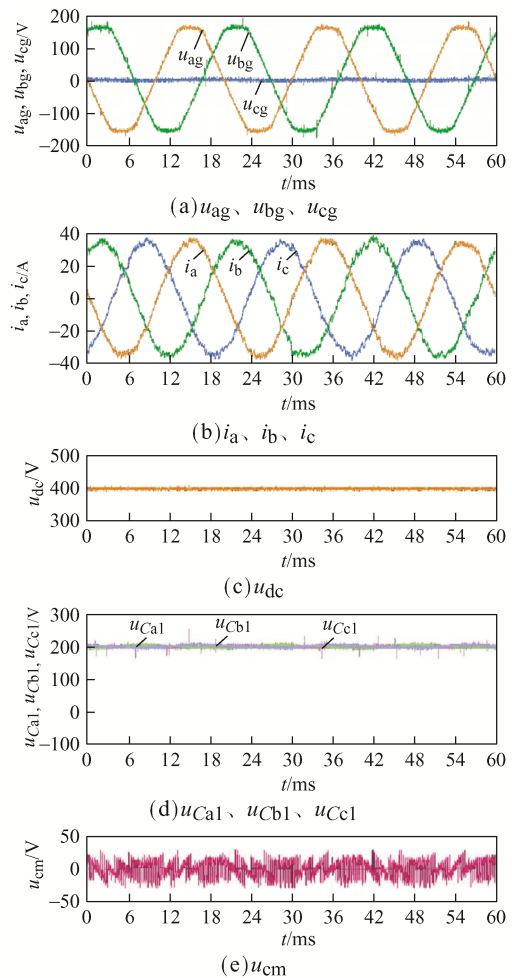 u_ag, u_bg, u_cg/V
200
100
0
−100
−200
u_ag
u_bg
u_cg
0 6 12 18 24 30 36 42 48 54 60
t/ms
(a)u_ag、u_bg、u_cg
i_a, i_b, i_c/A
40
20
0
−20
−40
i_a
i_b
i_c
0 6 12 18 24 30 36 42 48 54 60
t/ms
(b)i_a、i_b、i_c
u_dc/V
500
400
300
0 6 12 18 24 30 36 42 48 54 60
t/ms
(c)u_dc
u_Ca1, u_Cb1, u_Cc1/V
300
200
100
0
−100
u_Ca1
u_Cb1
u_Cc1
0 6 12 18 24 30 36 42 48 54 60
t/ms
(d)u_Ca1、u_Cb1、u_Cc1
u_cm/V
50
0
−50
0 6 12 18 24 30 36 42 48 54 60
t/ms
(e)u_cm